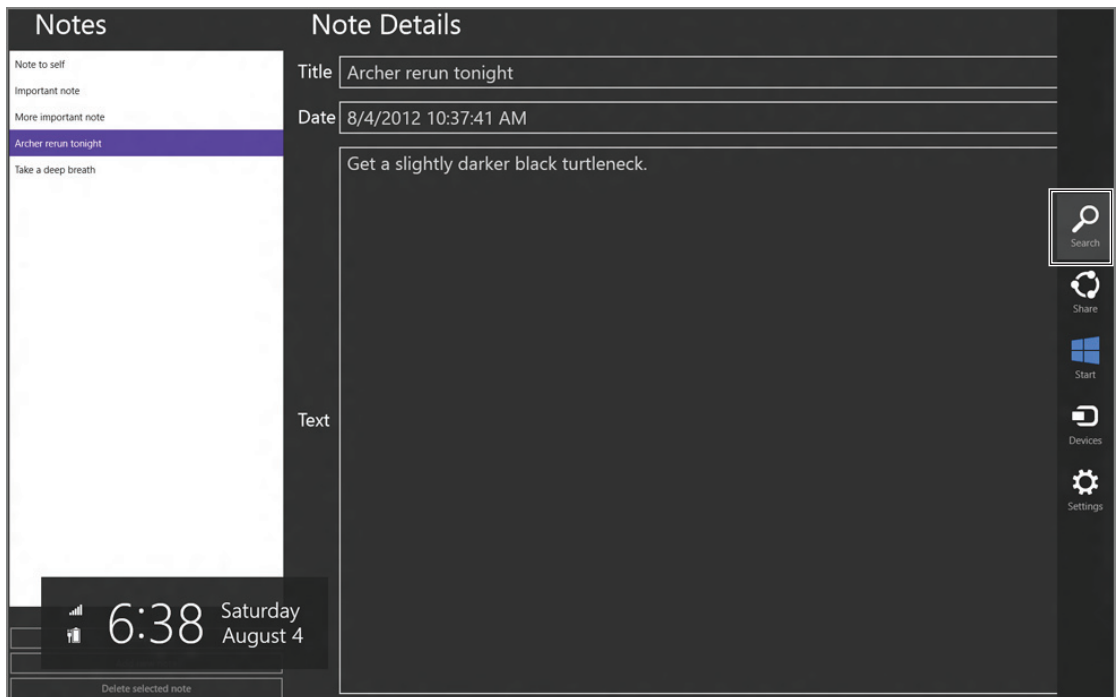 Notes
Note to self
Important note
More important note
Archer rerun tonight
Take a deep breath
Note Details
Title
Archer rerun tonight
Date
8/4/2012 10:37:41 AM
Text
Get a slightly darker black turtleneck.
Search
Share
Start
Devices
Settings
6:38
Saturday
August 4
Delete selected note